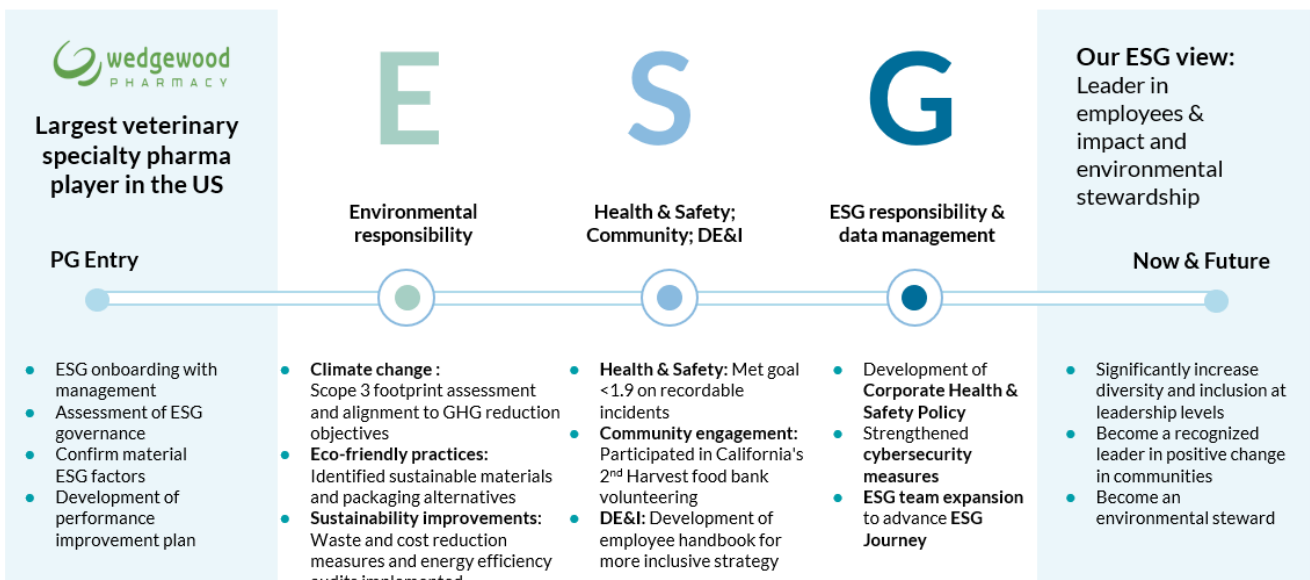 wedgewood
PHARMACY
Largest veterinary
specialty pharma
player in the US
PG Entry
● ESG onboarding with
management
● Assessment of ESG
governance
● Confirm material
ESG factors
● Development of
performance
improvement plan
E
Environmental
responsibility
● Climate change :
Scope 3 footprint assessment
and alignment to GHG reduction
objectives
● Eco-friendly practices:
Identified sustainable materials
and packaging alternatives
● Sustainability improvements:
Waste and cost reduction
measures and energy efficiency
audits implemented
S
Health & Safety;
Community; DE&I
● Health & Safety: Met goal
<1.9 on recordable
incidents
● Community engagement:
Participated in California's
2nd Harvest food bank
volunteering
● DE&I: Development of
employee handbook for
more inclusive strategy
G
ESG responsibility &
data management
● Development of
Corporate Health &
Safety Policy
● Strengthened
cybersecurity
measures
● ESG team expansion
to advance ESG
Journey
Our ESG view:
Leader in
employees &
impact and
environmental
stewardship
Now & Future
● Significantly increase
diversity and inclusion at
leadership levels
● Become a recognized
leader in positive change
in communities
● Become an
environmental steward